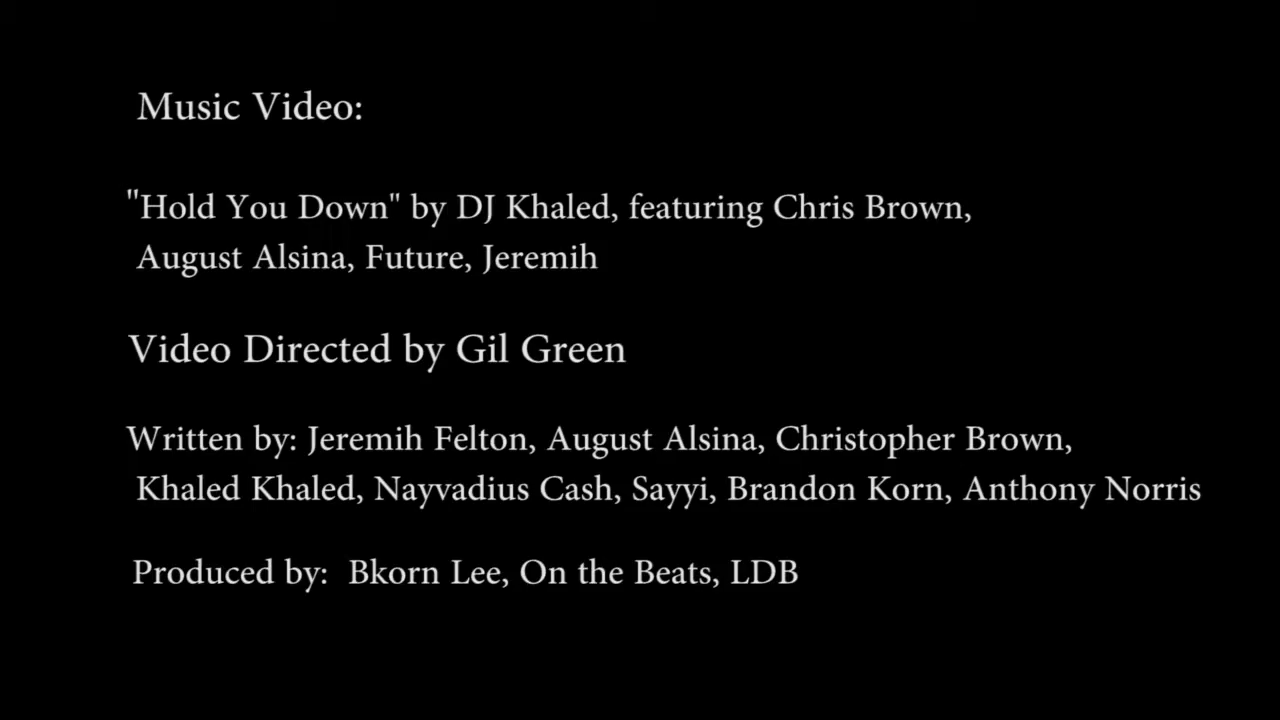 Music Video:
"Hold You Down" by DJ Khaled, featuring Chris Brown,
August Alsina, Future, Jeremih
Video Directed by Gil Green
Written by: Jeremih Felton, August Alsina, Christopher Brown,
Khaled Khaled, Nayvadius Cash, Sayyi, Brandon Korn, Anthony Norris
Produced by: Bkorn Lee, On the Beats, LDB